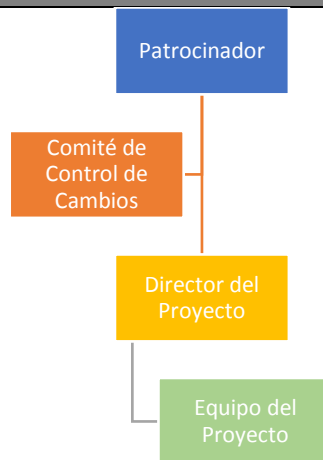 Patrocinador
Comité de
Control de
Cambios
Director del
Proyecto
Equipo del
Proyecto